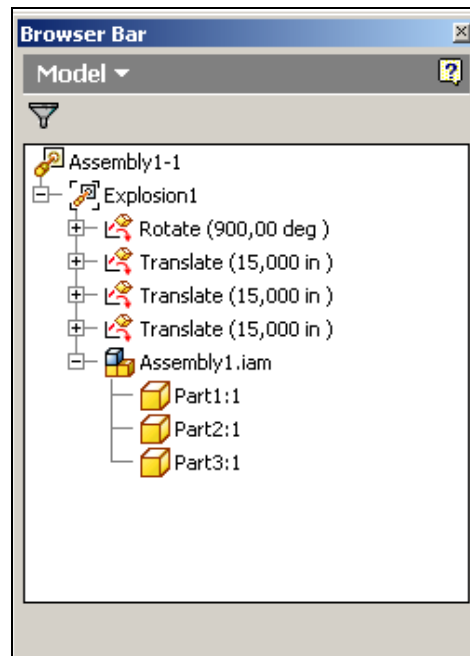 Browser Bar
Model
Assembly1-1
Explosion1
Rotate (900,00 deg )
Translate (15,000 in )
Translate (15,000 in )
Translate (15,000 in )
Assembly1.iam
Part1:1
Part2:1
Part3:1